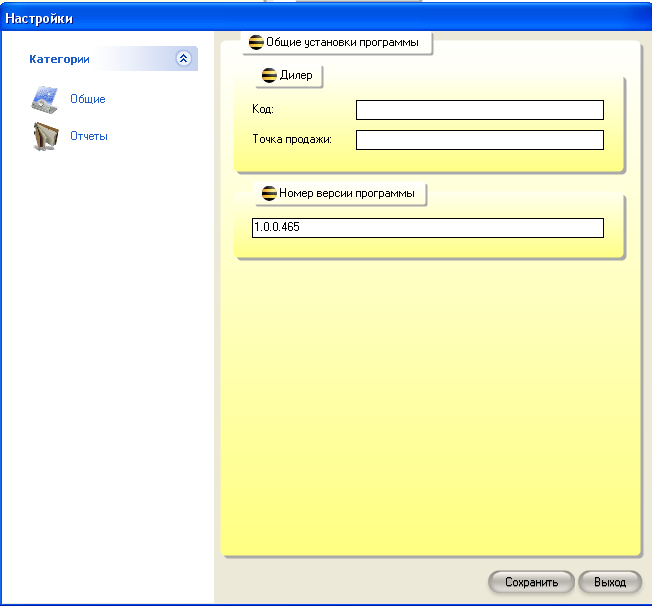 Настройки
Категории
Общие
Отчеты
Общие установки программы
Дилер
Код:
Точка продажи:
Номер версии программы
1.0.0.465
Сохранить
Выход